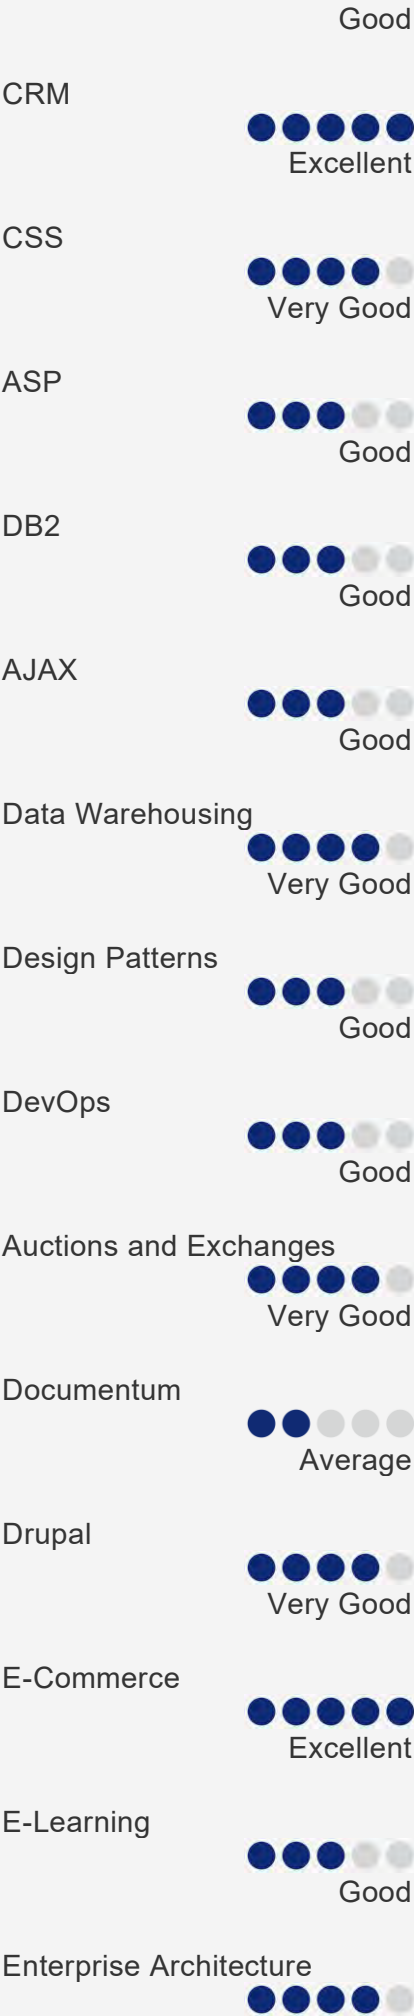 Good
CRM
Excellent
CSS
Very Good
ASP
Good
DB2
Good
AJAX
Good
Data Warehousing
Very Good
Design Patterns
Good
DevOps
Good
Auctions and Exchanges
Very Good
Documentum
Average
Drupal
Very Good
E-Commerce
Excellent
E-Learning
Good
Enterprise Architecture